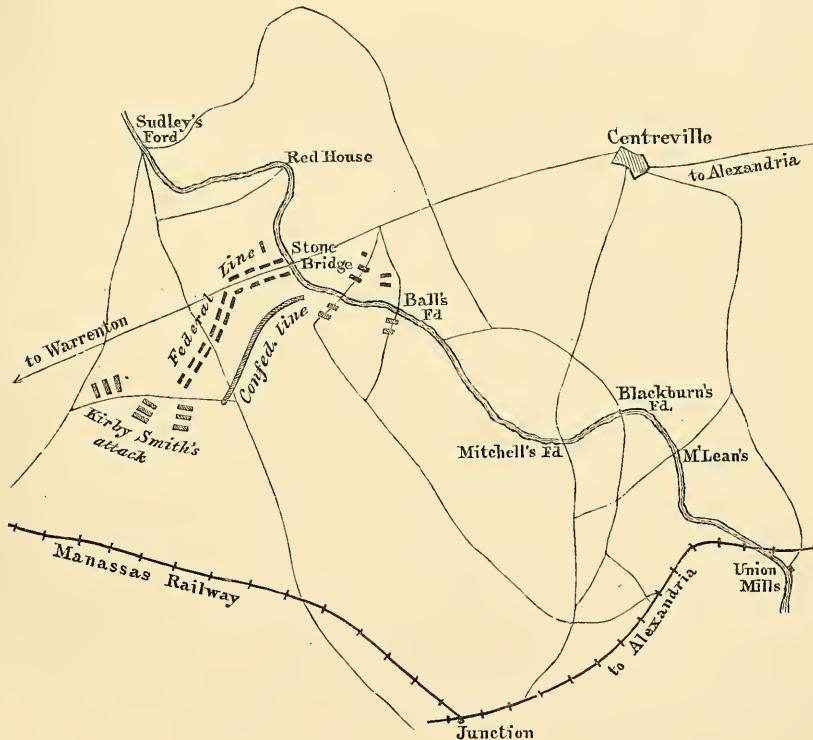 Sudley's
Ford
Red House
Centreville
to Alexandria
Stone
Bridge
Federal Line
Ball's
Fd
Confed. line
to Warrenton
Kirby Smith's
attack
Blackburn's
Fd.
Mitchell's Fd
M'Lean's
Manassas Railway
Union
Mills
to Alexandria
Junction